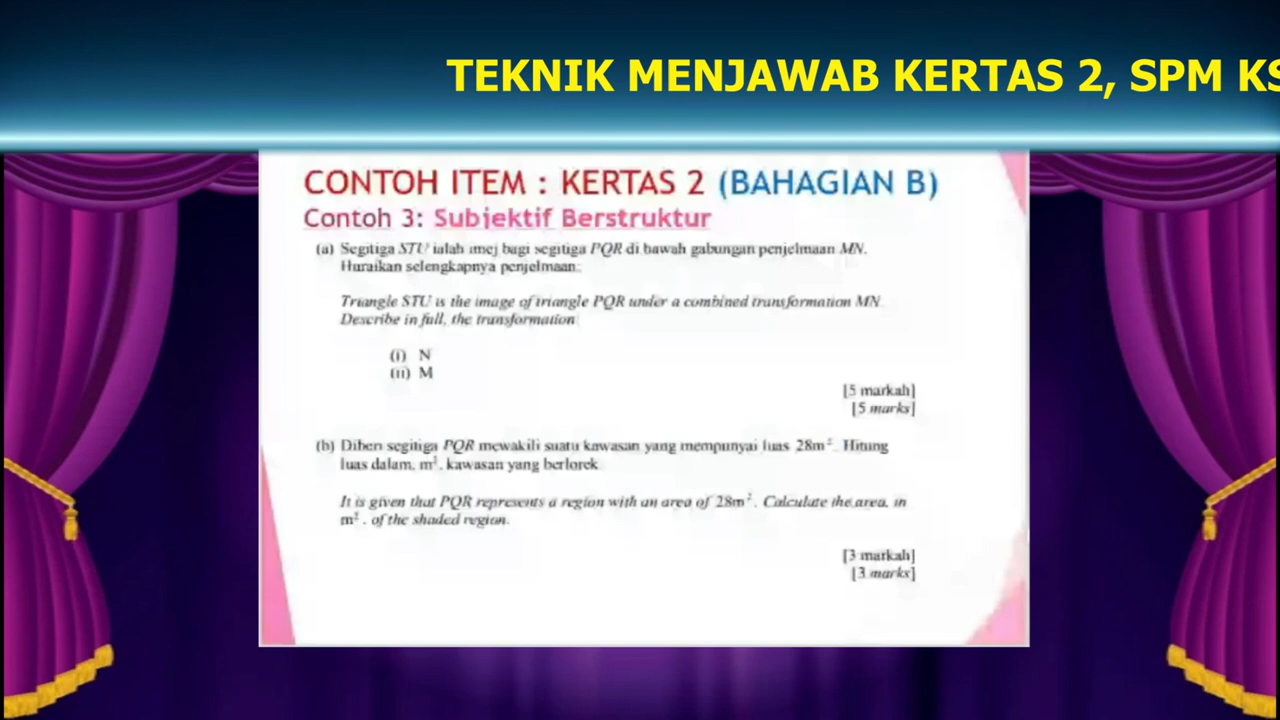 TEKNIK MENJAWAB KERTAS 2, SPM KS
CONTOH ITEM : KERTAS 2 (BAHAGIAN B)
Contoh 3: Subjektif Berstruktur
(a) Segitiga STU ialah imej bagi segitiga PQR di bawah gabungan penjelmaan MN.
Huraikan selengkapnya penjelmaan:
Triangle STU is the image of triangle PQR under a combined transformation MN.
Describe in full, the transformation:
(i) N
(ii) M
[5 markah]
[5 marks]
(b) Diberi segitiga PQR mewakili suatu kawasan yang mempunyai luas 28m². Hitung
luas dalam, m², kawasan yang berlorek.
It is given that PQR represents a region with an area of 28m². Calculate the area, in
m², of the shaded region.
[3 markah]
[3 marks]